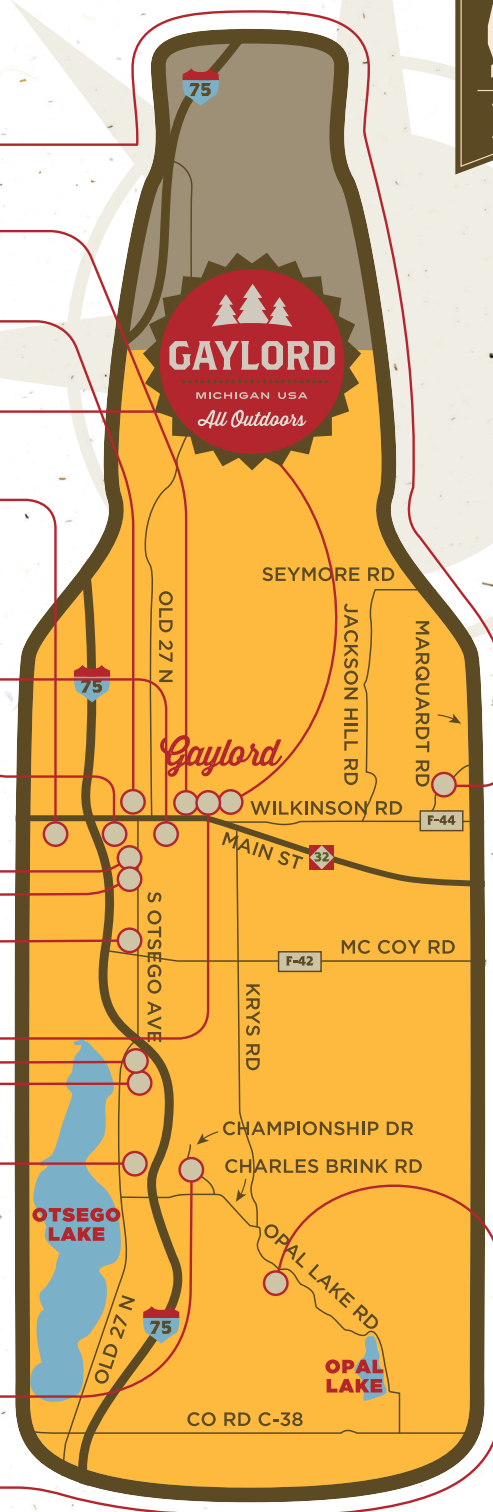 75
GAYLORD
MICHIGAN USA
All Outdoors
SEYMORE RD
OLD 27 N
JACKSON HILL RD
MARQUARDT RD
75
Gaylord
WILKINSON RD
F-44
MAIN ST
32
S OTSEGO AVE
MC COY RD
F-42
KRYS RD
CHAMPIONSHIP DR
CHARLES BRINK RD
OTSEGO
LAKE
OPAL LAKE RD
OLD 27 N
75
OPAL
LAKE
CO RD C-38